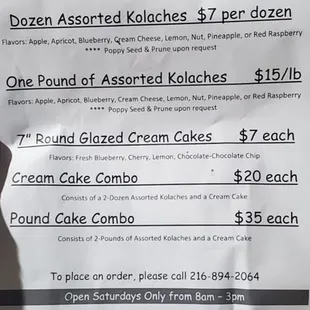 Dozen Assorted Kolaches $7 per dozen
Flavors: Apple, Apricot, Blueberry, Cream Cheese, Lemon, Nut, Pineapple, or Red Raspberry
**** Poppy Seed & Prune upon request
One Pound of Assorted Kolaches $15/lb
Flavors: Apple, Apricot, Blueberry, Cream Cheese, Lemon, Nut, Pineapple, or Red Raspberry
**** Poppy Seed & Prune upon request
7" Round Glazed Cream Cakes $7 each
Flavors: Fresh Blueberry, Cherry, Lemon, Chocolate-Chocolate Chip
Cream Cake Combo $20 each
Consists of a 2-Dozen Assorted Kolaches and a Cream Cake
Pound Cake Combo $35 each
Consists of 2-Pounds of Assorted Kolaches and a Cream Cake
To place an order, please call 216-894-2064
Open Saturdays Only from 8am - 3pm